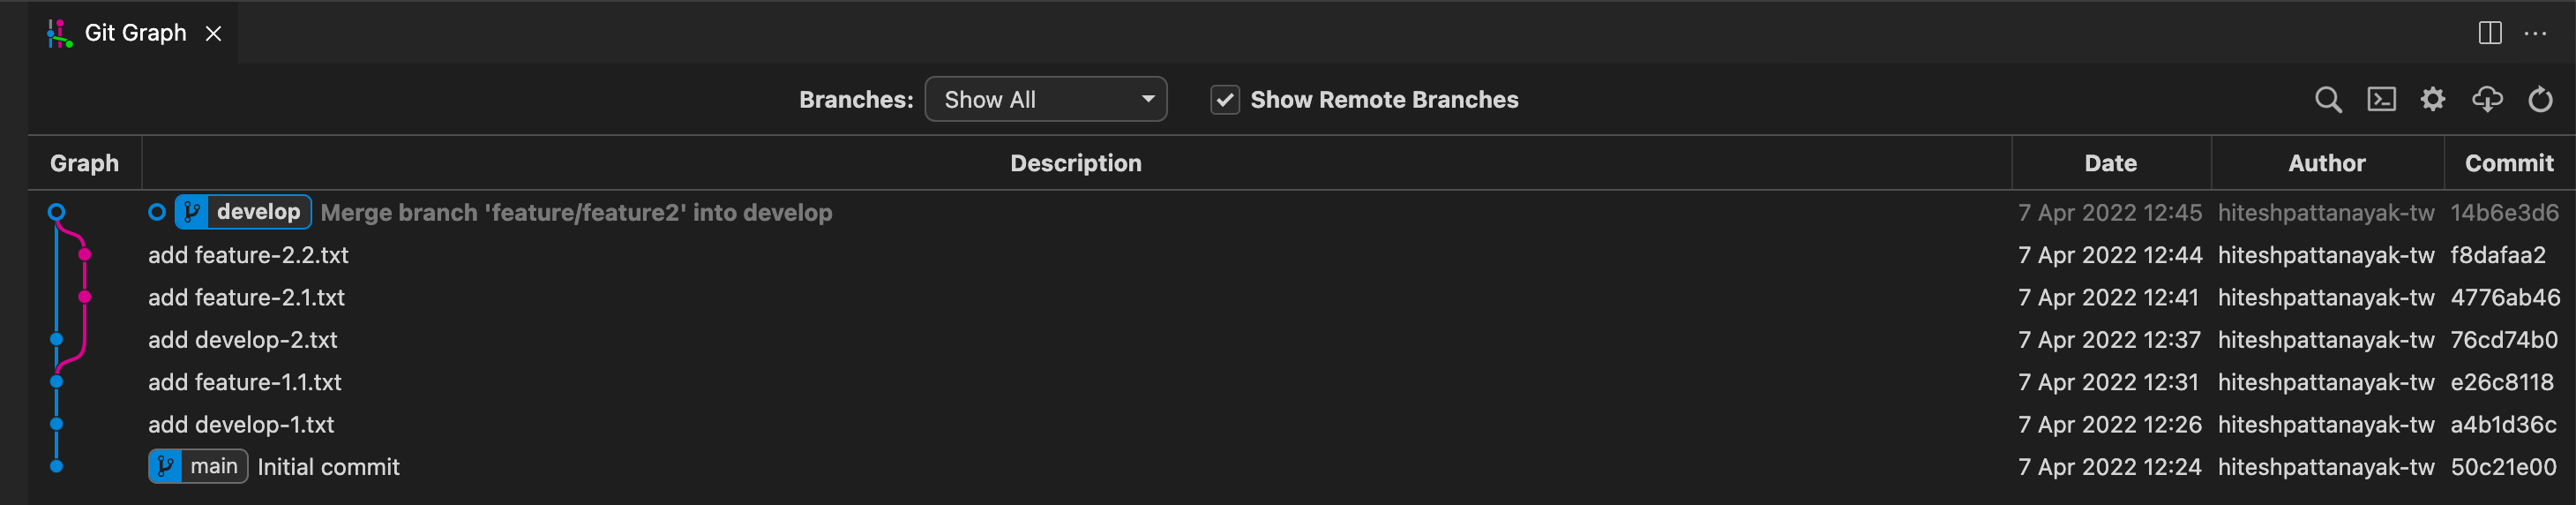 Git Graph
Branches: Show All Show Remote Branches
Graph Description Date Author Commit
develop Merge branch 'feature/feature2' into develop 7 Apr 2022 12:45 hiteshpattanayak-tw 14b6e3d6
add feature-2.2.txt 7 Apr 2022 12:44 hiteshpattanayak-tw f8dafaa2
add feature-2.1.txt 7 Apr 2022 12:41 hiteshpattanayak-tw 4776ab46
add develop-2.txt 7 Apr 2022 12:37 hiteshpattanayak-tw 76cd74b0
add feature-1.1.txt 7 Apr 2022 12:31 hiteshpattanayak-tw e26c8118
add develop-1.txt 7 Apr 2022 12:26 hiteshpattanayak-tw a4b1d36c
main Initial commit 7 Apr 2022 12:24 hiteshpattanayak-tw 50c21e00